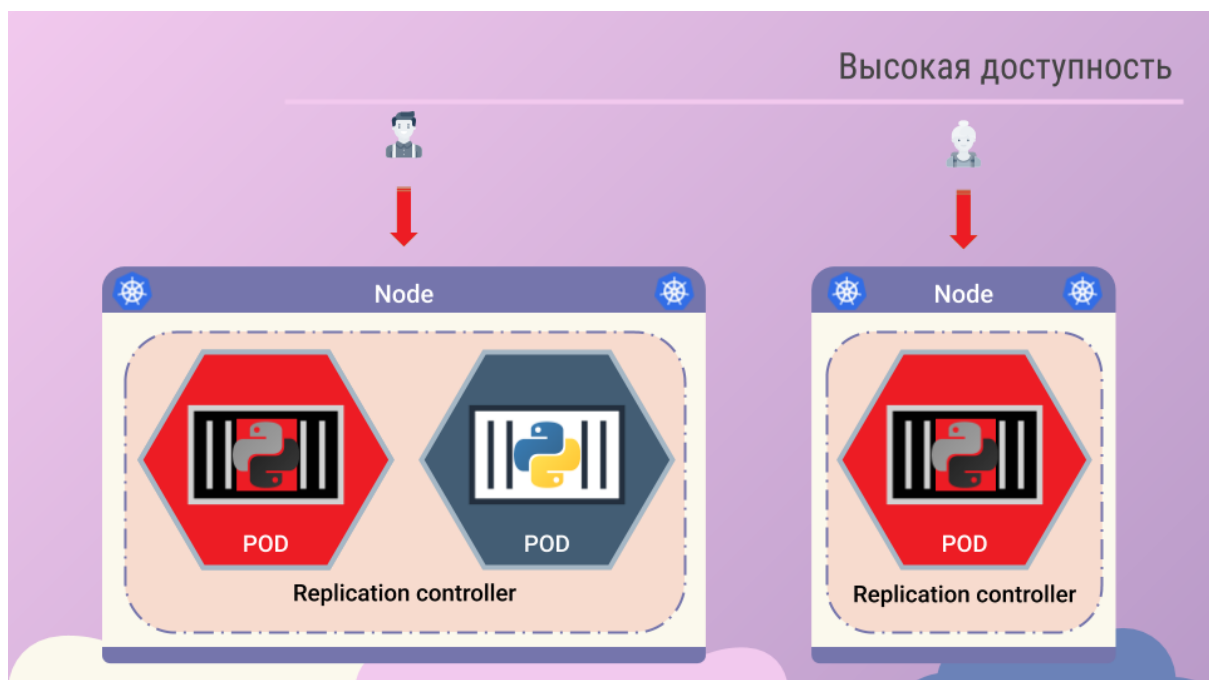 Высокая доступность
Node
POD
POD
Replication controller
Node
POD
Replication controller